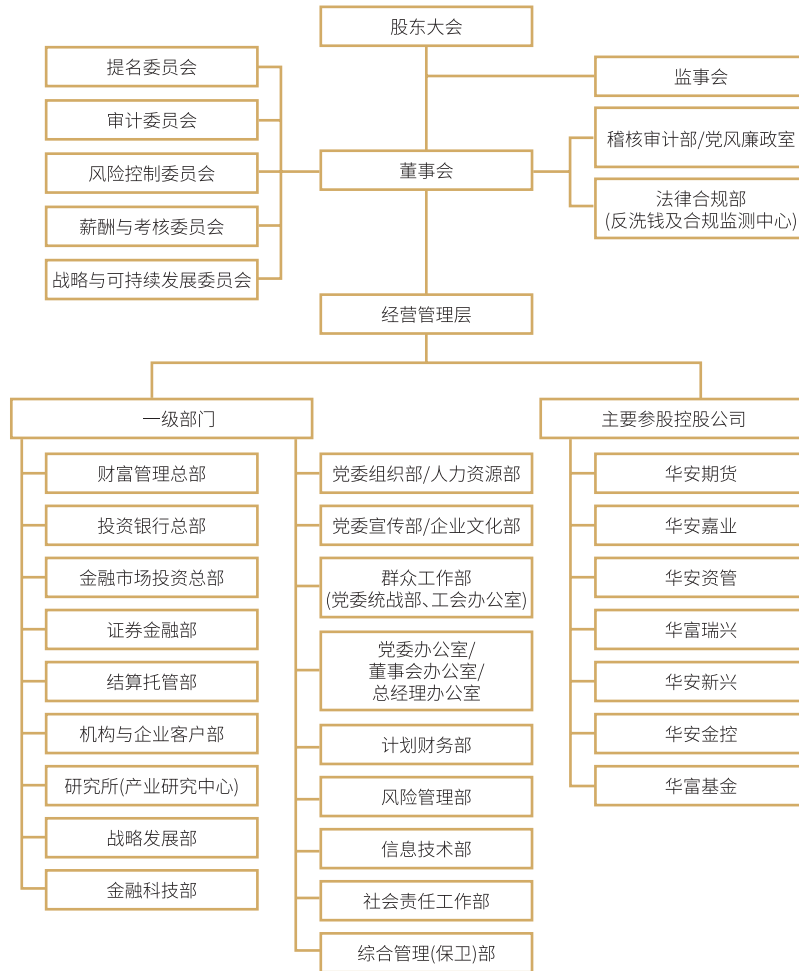 股东大会
监事会
提名委员会
审计委员会
风险控制委员会
薪酬与考核委员会
战略与可持续发展委员会
董事会
稽核审计部/党风廉政室
法律合规部
(反洗钱及合规监测中心)
经营管理层
一级部门
财富管理总部
投资银行总部
金融市场投资总部
证券金融部
结算托管部
机构与企业客户部
研究所(产业研究中心)
战略发展部
金融科技部
党委组织部/人力资源部
党委宣传部/企业文化部
群众工作部
(党委统战部、工会办公室)
党委办公室/
董事会办公室/
总经理办公室
计划财务部
风险管理部
信息技术部
社会责任工作部
综合管理(保卫)部
主要参股控股公司
华安期货
华安嘉业
华安资管
华富瑞兴
华安新兴
华安金控
华富基金